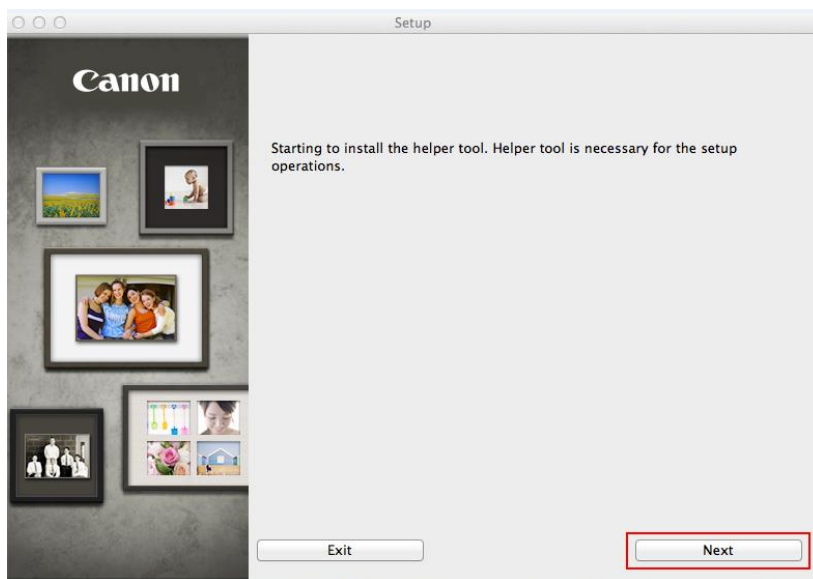 Setup
Canon
Starting to install the helper tool. Helper tool is necessary for the setup
operations.
Exit
Next